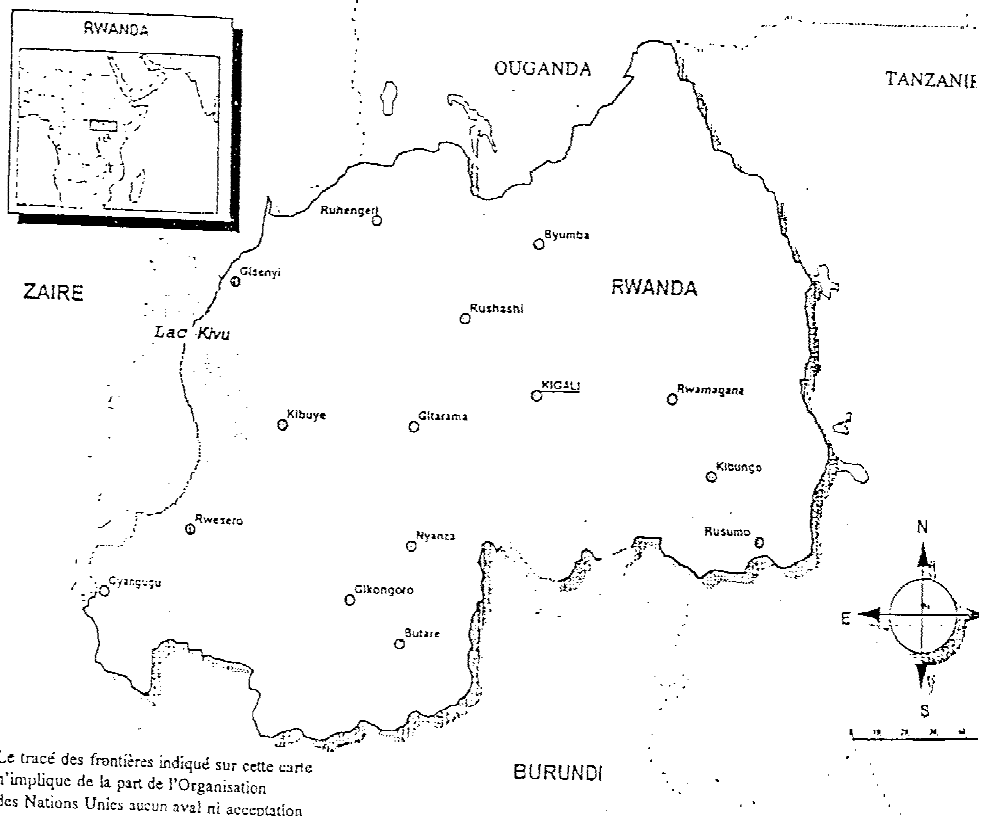 RWANDA
OUGANDA
TANZANIE
Ruhengeri
Byumba
Gisenyi
ZAIRE
RWANDA
Rushashi
Lac Kivu
KIGALI
Rwamagana
Kibuye
Gitarama
Kibungo
Rwesero
Nyanza
Rusumo
N
Cyangugu
Gikongoro
E
Butare
S
Le tracé des frontières indiqué sur cette carte
n'implique de la part de l'Organisation
des Nations Unies aucun aval ni acceptation
BURUNDI